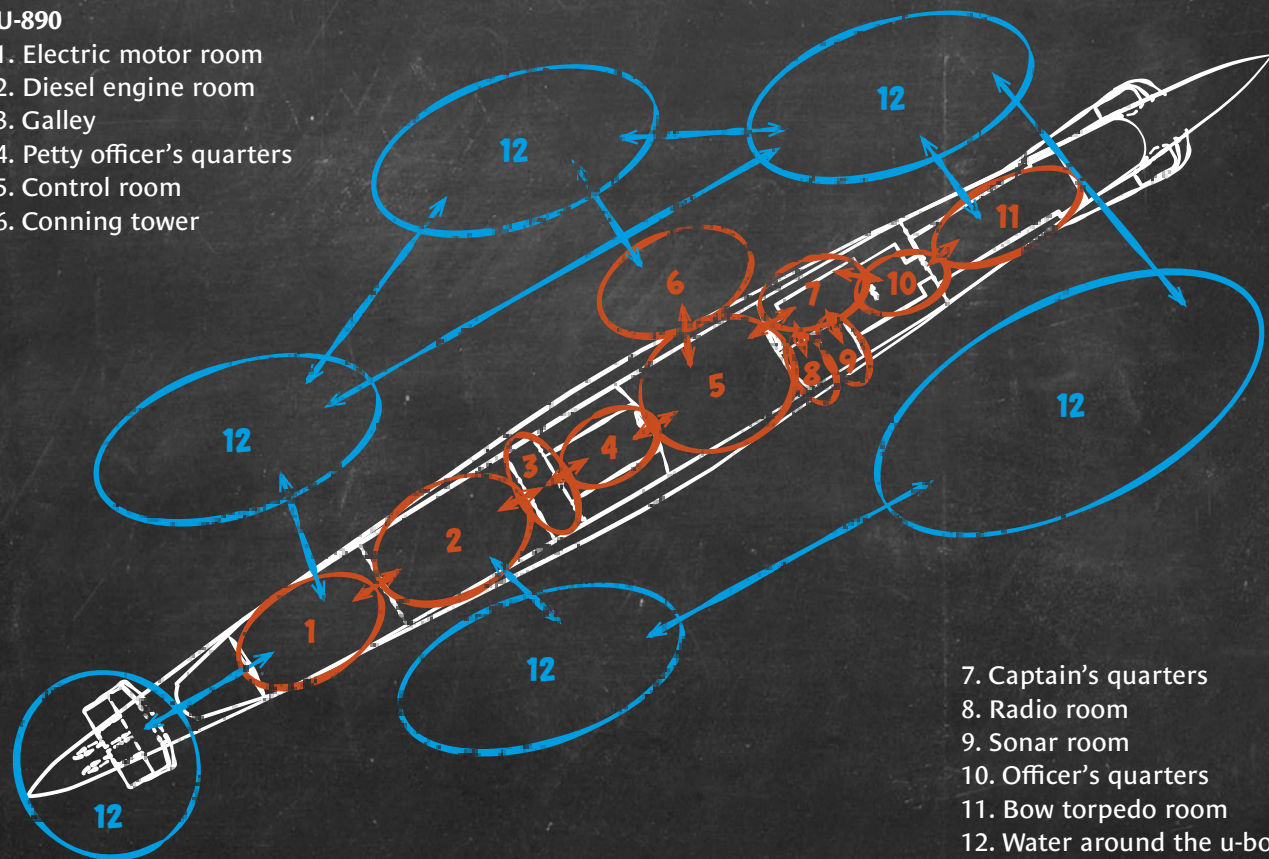 U-890
1. Electric motor room
2. Diesel engine room
3. Galley
4. Petty officer's quarters
5. Control room
6. Conning tower
12
12
11
6
7
10
12
5
8
9
12
4
3
2
1
12
12
7. Captain's quarters
8. Radio room
9. Sonar room
10. Officer's quarters
11. Bow torpedo room
12. Water around the u-bo